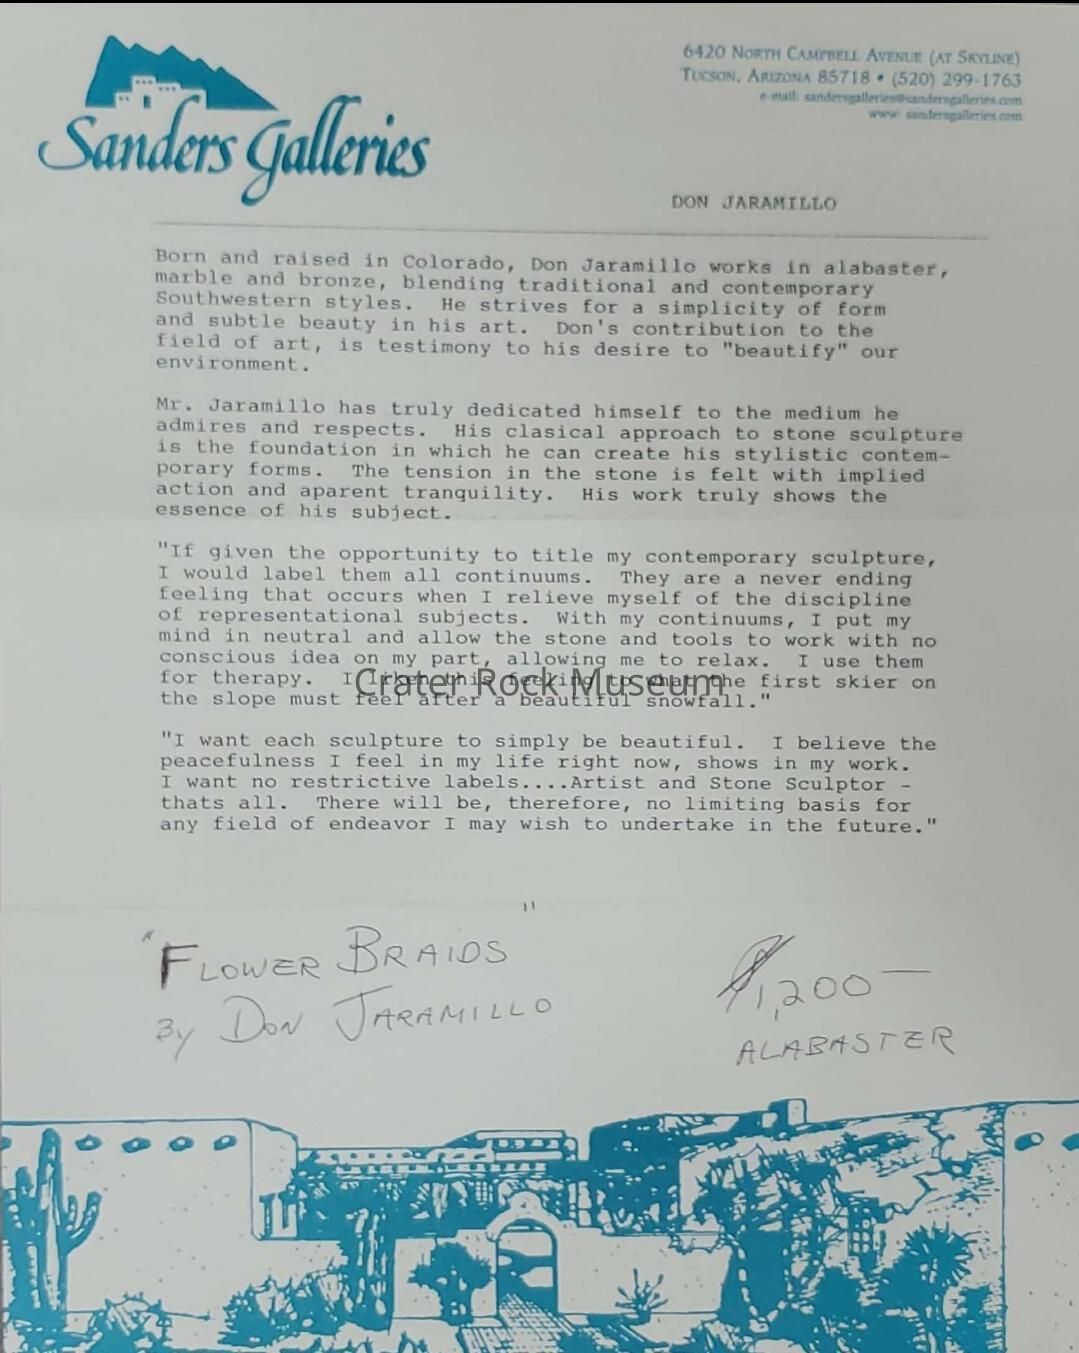 Sanders Galleries
6420 North Campbell Avenue (at Skyline)
Tucson, Arizona 85718 • (520) 299-1763
e-mail: sandersgalleries@sandersgalleries.com
www: sandersgalleries.com
DON JARAMILLO
Born and raised in Colorado, Don Jaramillo works in alabaster,
marble and bronze, blending traditional and contemporary
Southwestern styles.  He strives for a simplicity of form
and subtle beauty in his art.  Don's contribution to the
field of art, is testimony to his desire to "beautify" our
environment.
Mr. Jaramillo has truly dedicated himself to the medium he
admires and respects.  His clasical approach to stone sculpture
is the foundation in which he can create his stylistic contem-
porary forms.  The tension in the stone is felt with implied
action and aparent tranquility.  His work truly shows the
essence of his subject.
"If given the opportunity to title my contemporary sculpture,
I would label them all continuums.  They are a never ending
feeling that occurs when I relieve myself of the discipline
of representational subjects.  With my continuums, I put my
mind in neutral and allow the stone and tools to work with no
conscious idea on my part, allowing me to relax.  I use them
for therapy.  I liken this feeling to what the first skier on
the slope must feel after a beautiful snowfall."
Crater Rock Museum
"I want each sculpture to simply be beautiful.  I believe the
peacefulness I feel in my life right now, shows in my work.
I want no restrictive labels....Artist and Stone Sculptor -
thats all.  There will be, therefore, no limiting basis for
any field of endeavor I may wish to undertake in the future."
"FLOWER BRAIDS"
By DON JARAMILLO
$1,200—
ALABASTER